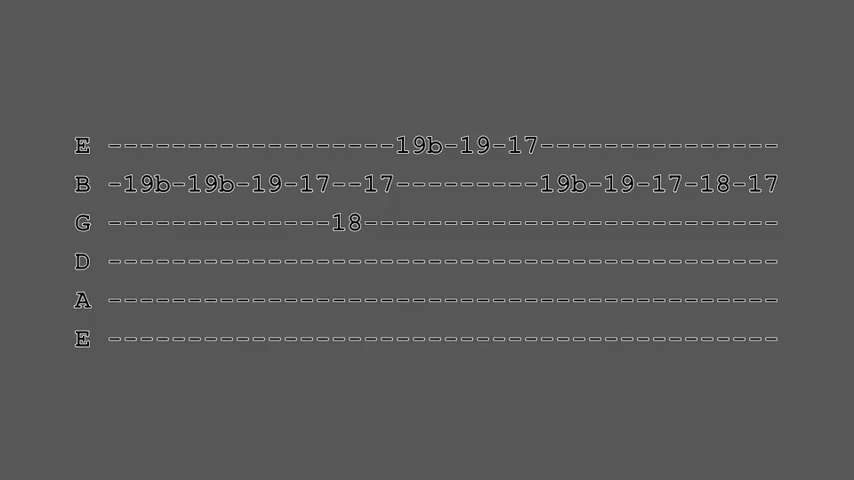 E ------------------19b-19-17---------------
B -19b-19b-19-17--17---------19b-19-17-18-17
G --------------18--------------------------
D ------------------------------------------
A ------------------------------------------
E ------------------------------------------